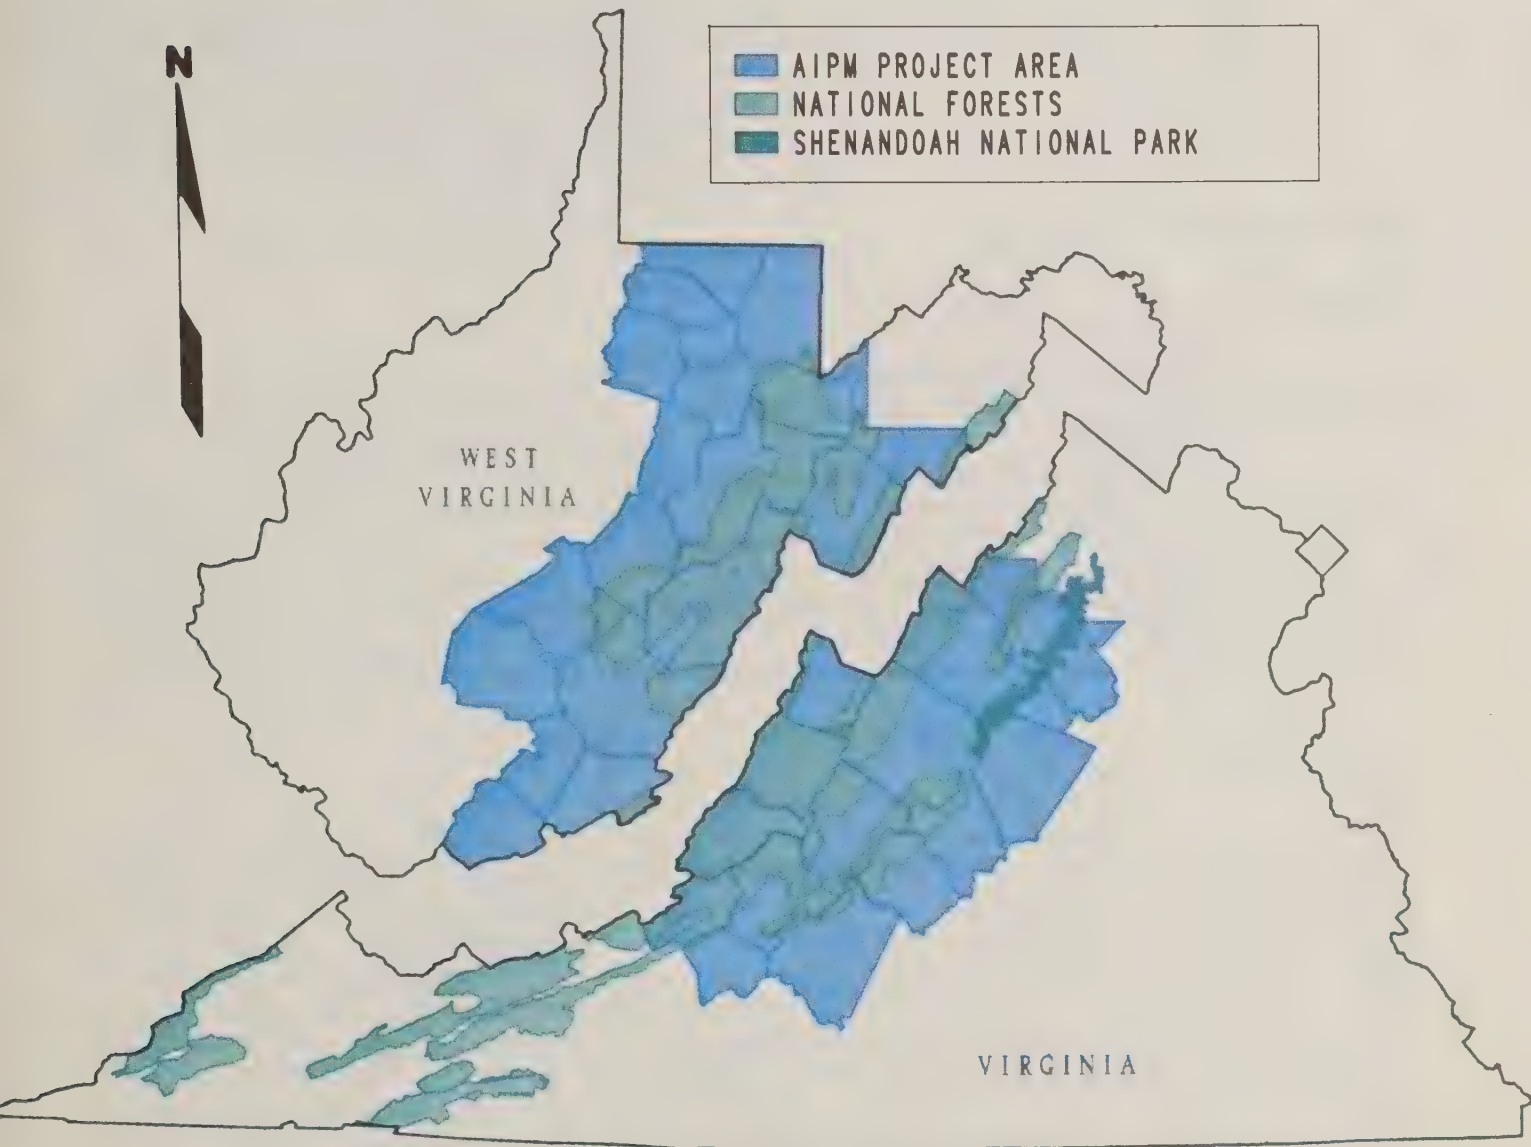 N
AIPM PROJECT AREA
NATIONAL FORESTS
SHENANDOAH NATIONAL PARK
WEST
VIRGINIA
VIRGINIA